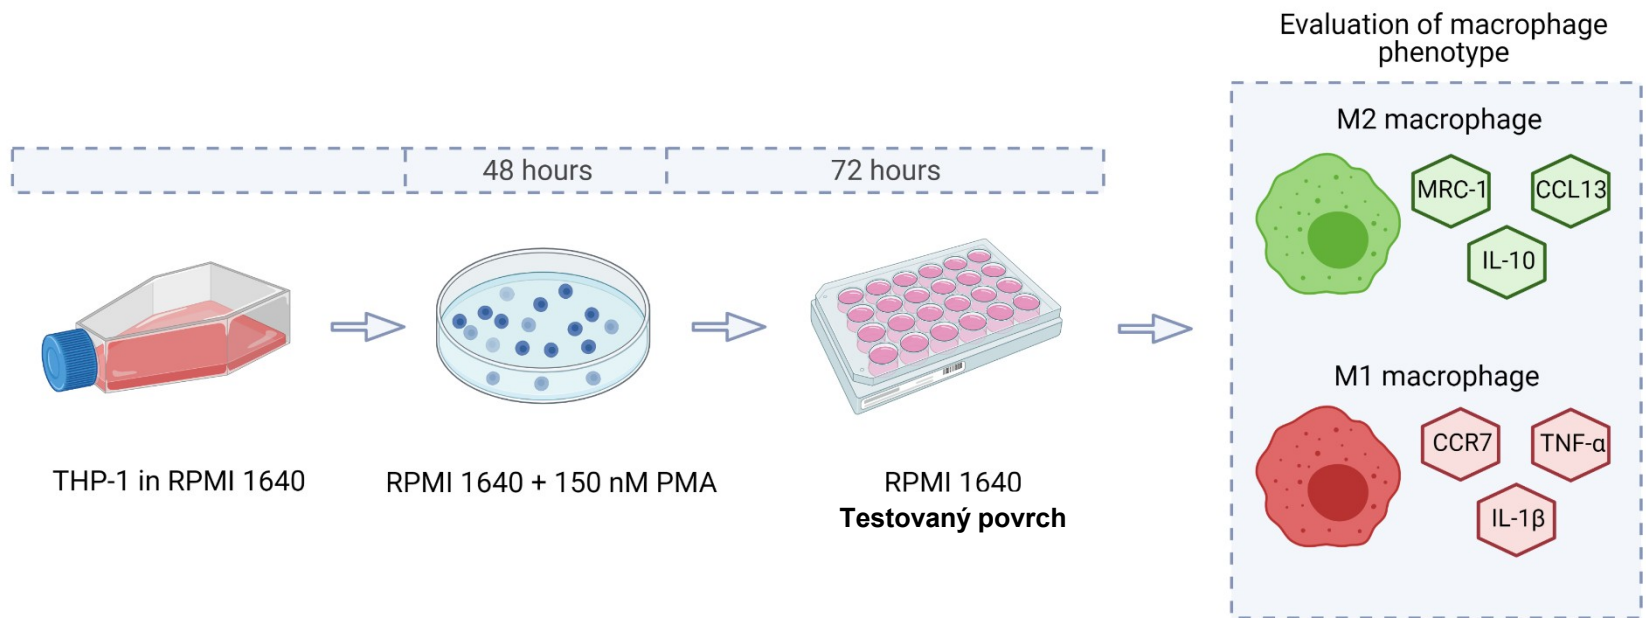 Evaluation of macrophage
phenotype
48 hours
72 hours
M2 macrophage
MRC-1
CCL13
IL-10
M1 macrophage
CCR7
TNF-α
IL-1β
THP-1 in RPMI 1640
RPMI 1640 + 150 nM PMA
RPMI 1640
Testovaný povrch